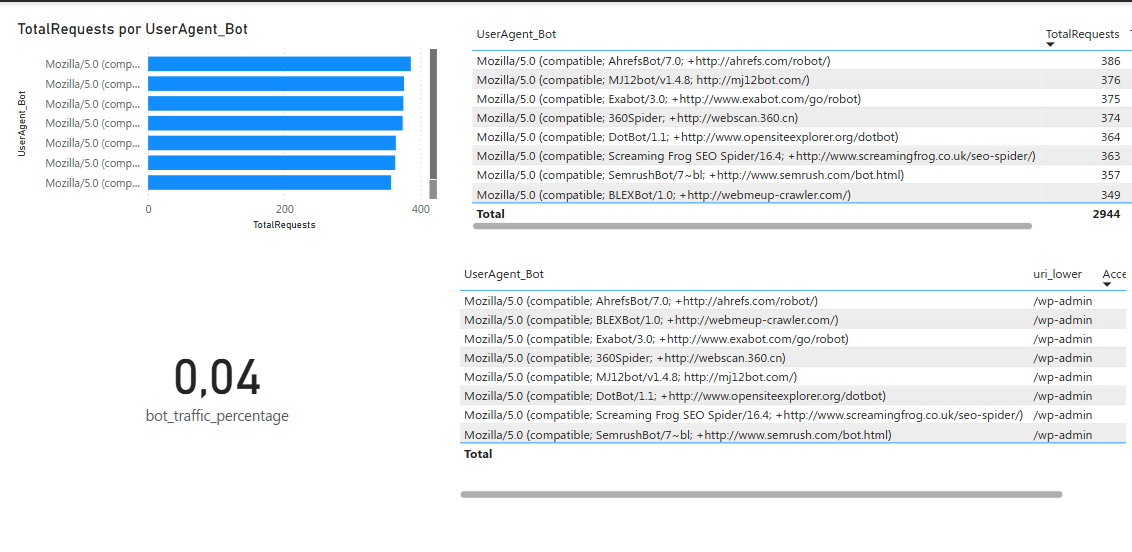 TotalRequests por UserAgent_Bot
UserAgent_Bot
Mozilla/5.0 (comp...
Mozilla/5.0 (comp...
Mozilla/5.0 (comp...
Mozilla/5.0 (comp...
Mozilla/5.0 (comp...
Mozilla/5.0 (comp...
Mozilla/5.0 (comp...
0 200 400
TotalRequests
UserAgent_Bot TotalRequests T
Mozilla/5.0 (compatible; AhrefsBot/7.0; +http://ahrefs.com/robot/) 386
Mozilla/5.0 (compatible; MJ12bot/v1.4.8; http://mj12bot.com/) 376
Mozilla/5.0 (compatible; Exabot/3.0; +http://www.exabot.com/go/robot) 375
Mozilla/5.0 (compatible; 360Spider; +http://webscan.360.cn) 374
Mozilla/5.0 (compatible; DotBot/1.1; +http://www.opensiteexplorer.org/dotbot) 364
Mozilla/5.0 (compatible; Screaming Frog SEO Spider/16.4; +http://www.screamingfrog.co.uk/seo-spider/) 363
Mozilla/5.0 (compatible; SemrushBot/7~bl; +http://www.semrush.com/bot.html) 357
Mozilla/5.0 (compatible; BLEXBot/1.0; +http://webmeup-crawler.com/) 349
Total 2944
0,04
bot_traffic_percentage
UserAgent_Bot uri_lower Acce
Mozilla/5.0 (compatible; AhrefsBot/7.0; +http://ahrefs.com/robot/) /wp-admin
Mozilla/5.0 (compatible; BLEXBot/1.0; +http://webmeup-crawler.com/) /wp-admin
Mozilla/5.0 (compatible; Exabot/3.0; +http://www.exabot.com/go/robot) /wp-admin
Mozilla/5.0 (compatible; 360Spider; +http://webscan.360.cn) /wp-admin
Mozilla/5.0 (compatible; MJ12bot/v1.4.8; http://mj12bot.com/) /wp-admin
Mozilla/5.0 (compatible; DotBot/1.1; +http://www.opensiteexplorer.org/dotbot) /wp-admin
Mozilla/5.0 (compatible; Screaming Frog SEO Spider/16.4; +http://www.screamingfrog.co.uk/seo-spider/) /wp-admin
Mozilla/5.0 (compatible; SemrushBot/7~bl; +http://www.semrush.com/bot.html) /wp-admin
Total